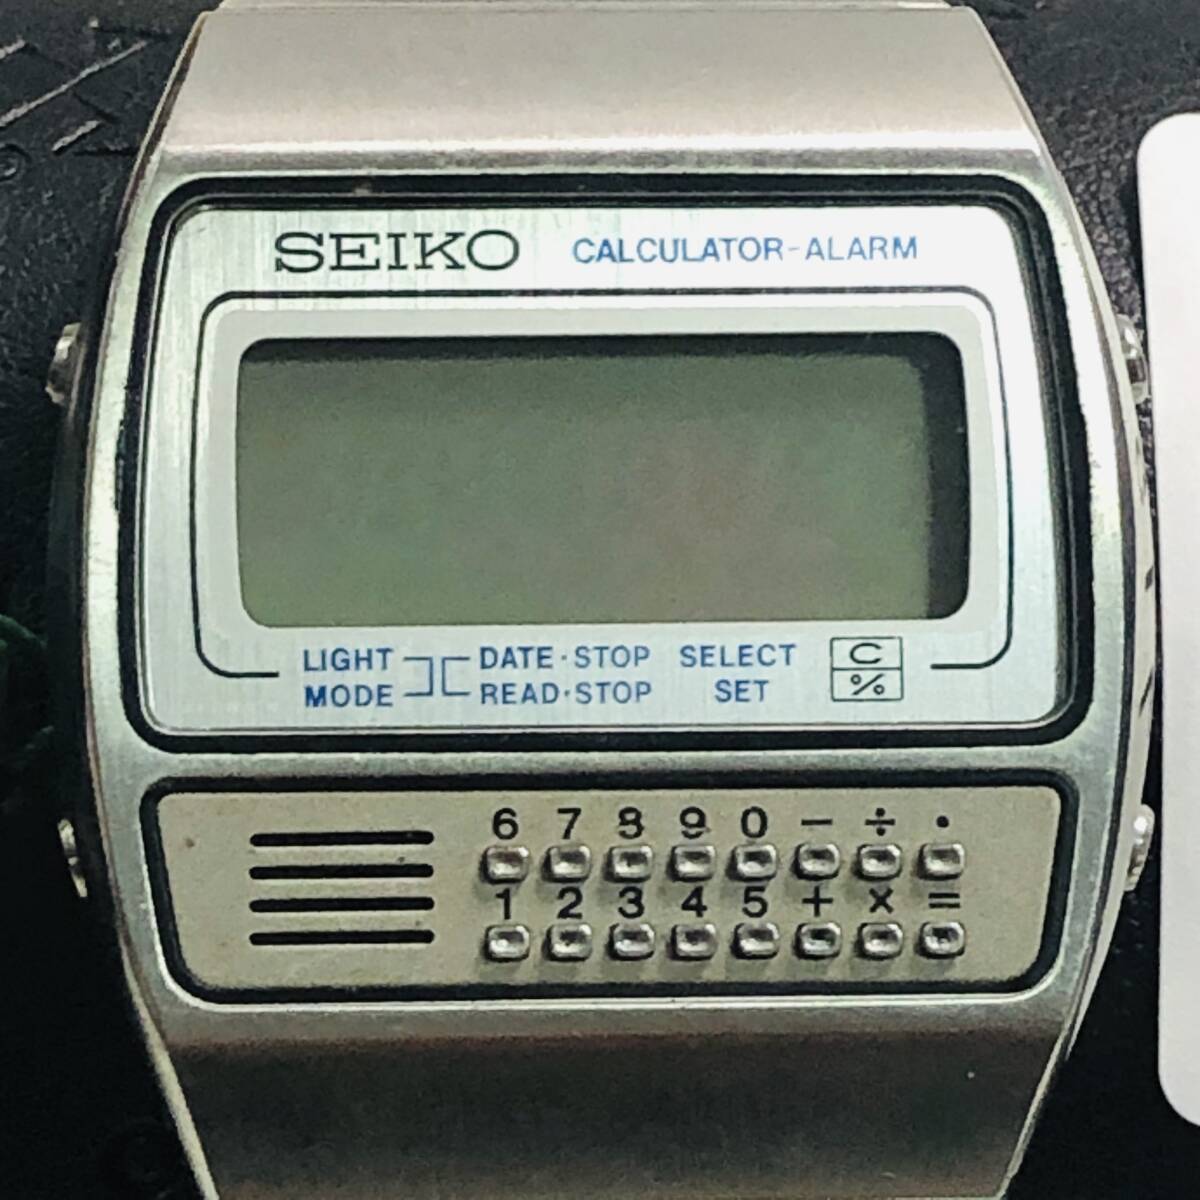 SEIKO CALCULATOR-ALARM
LIGHT DATE·STOP SELECT C
MODE READ·STOP SET %
6 7 8 9 0 − ÷ ·
1 2 3 4 5 + × =